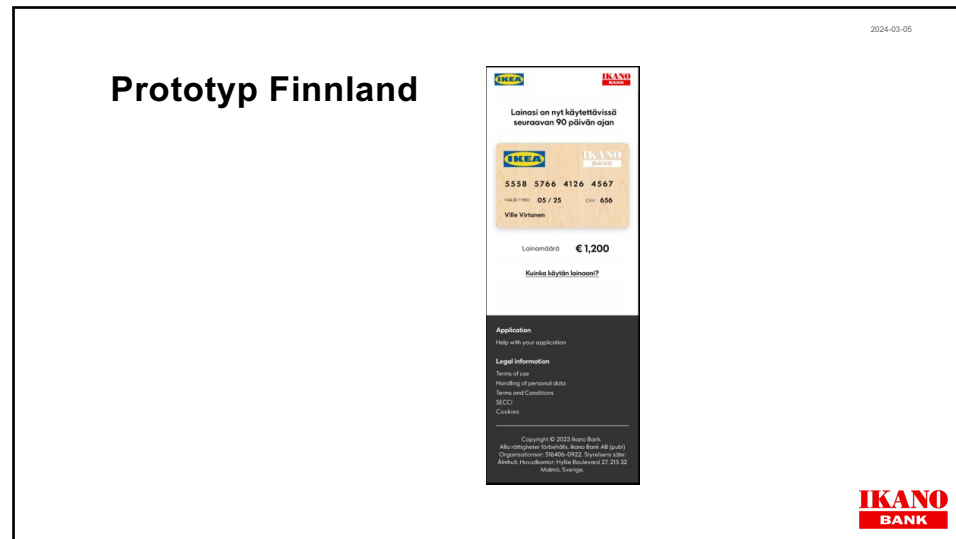 2024-03-05
Prototyp Finnland
IKEA
IKANO
BANK
Lainasi on nyt käytettävissä
seuraavan 90 päivän ajan
IKEA
IKANO
BANK
5558 5766 4126 4567
VALID THRU 05 / 25 CVV 656
Ville Virtanen
Lainamäärä € 1,200
Kuinka käytän lainaani?
Application
Help with your application
Legal information
Terms of use
Handling of personal data
Terms and Conditions
SECCI
Cookies
Copyright © 2023 Ikano Bank.
Alla rättigheter förbehålls. Ikano Bank AB (publ)
Organisationsnr: 516406-0922. Styrelsens säte:
Älmhult. Huvudkontor: Hyllie Boulevard 27, 215 32
Malmö, Sverige.
IKANO
BANK